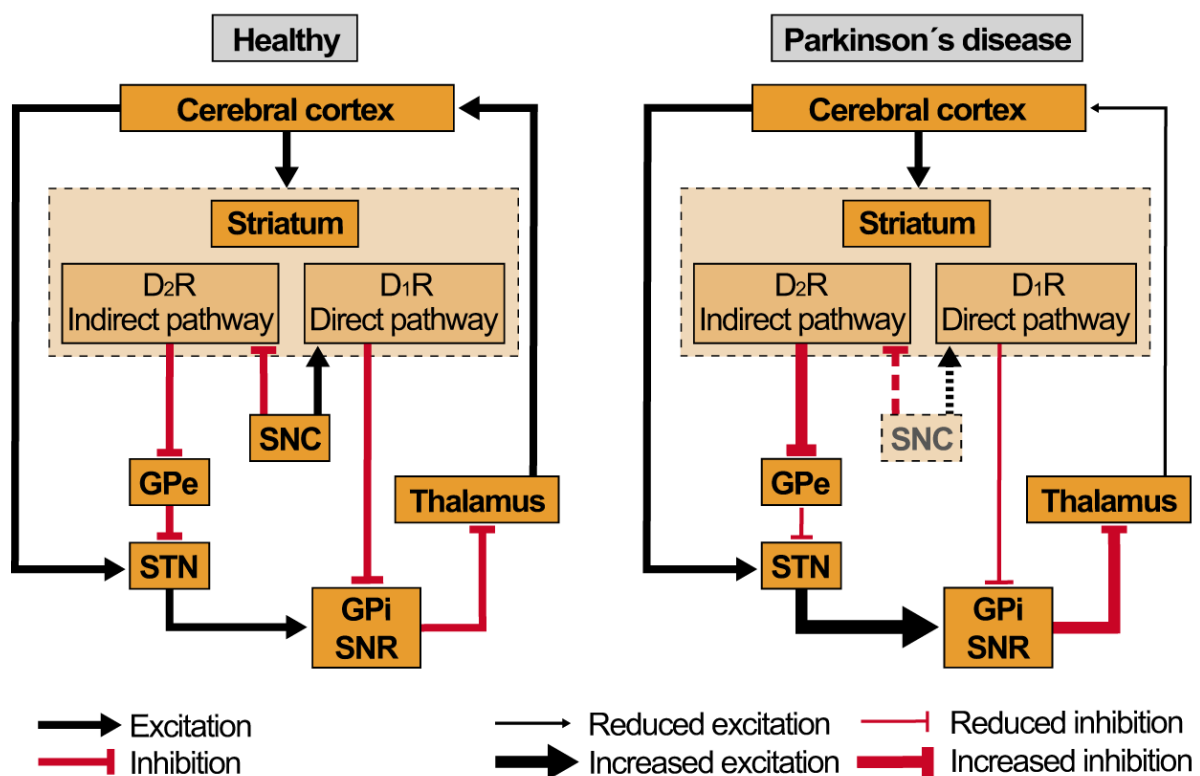 Healthy
Cerebral cortex
Striatum
D₂R
Indirect pathway
D₁R
Direct pathway
SNC
GPe
Thalamus
STN
GPi
SNR
Parkinson´s disease
Cerebral cortex
Striatum
D₂R
Indirect pathway
D₁R
Direct pathway
SNC
GPe
Thalamus
STN
GPi
SNR
Excitation
Inhibition
Reduced excitation
Increased excitation
Reduced inhibition
Increased inhibition